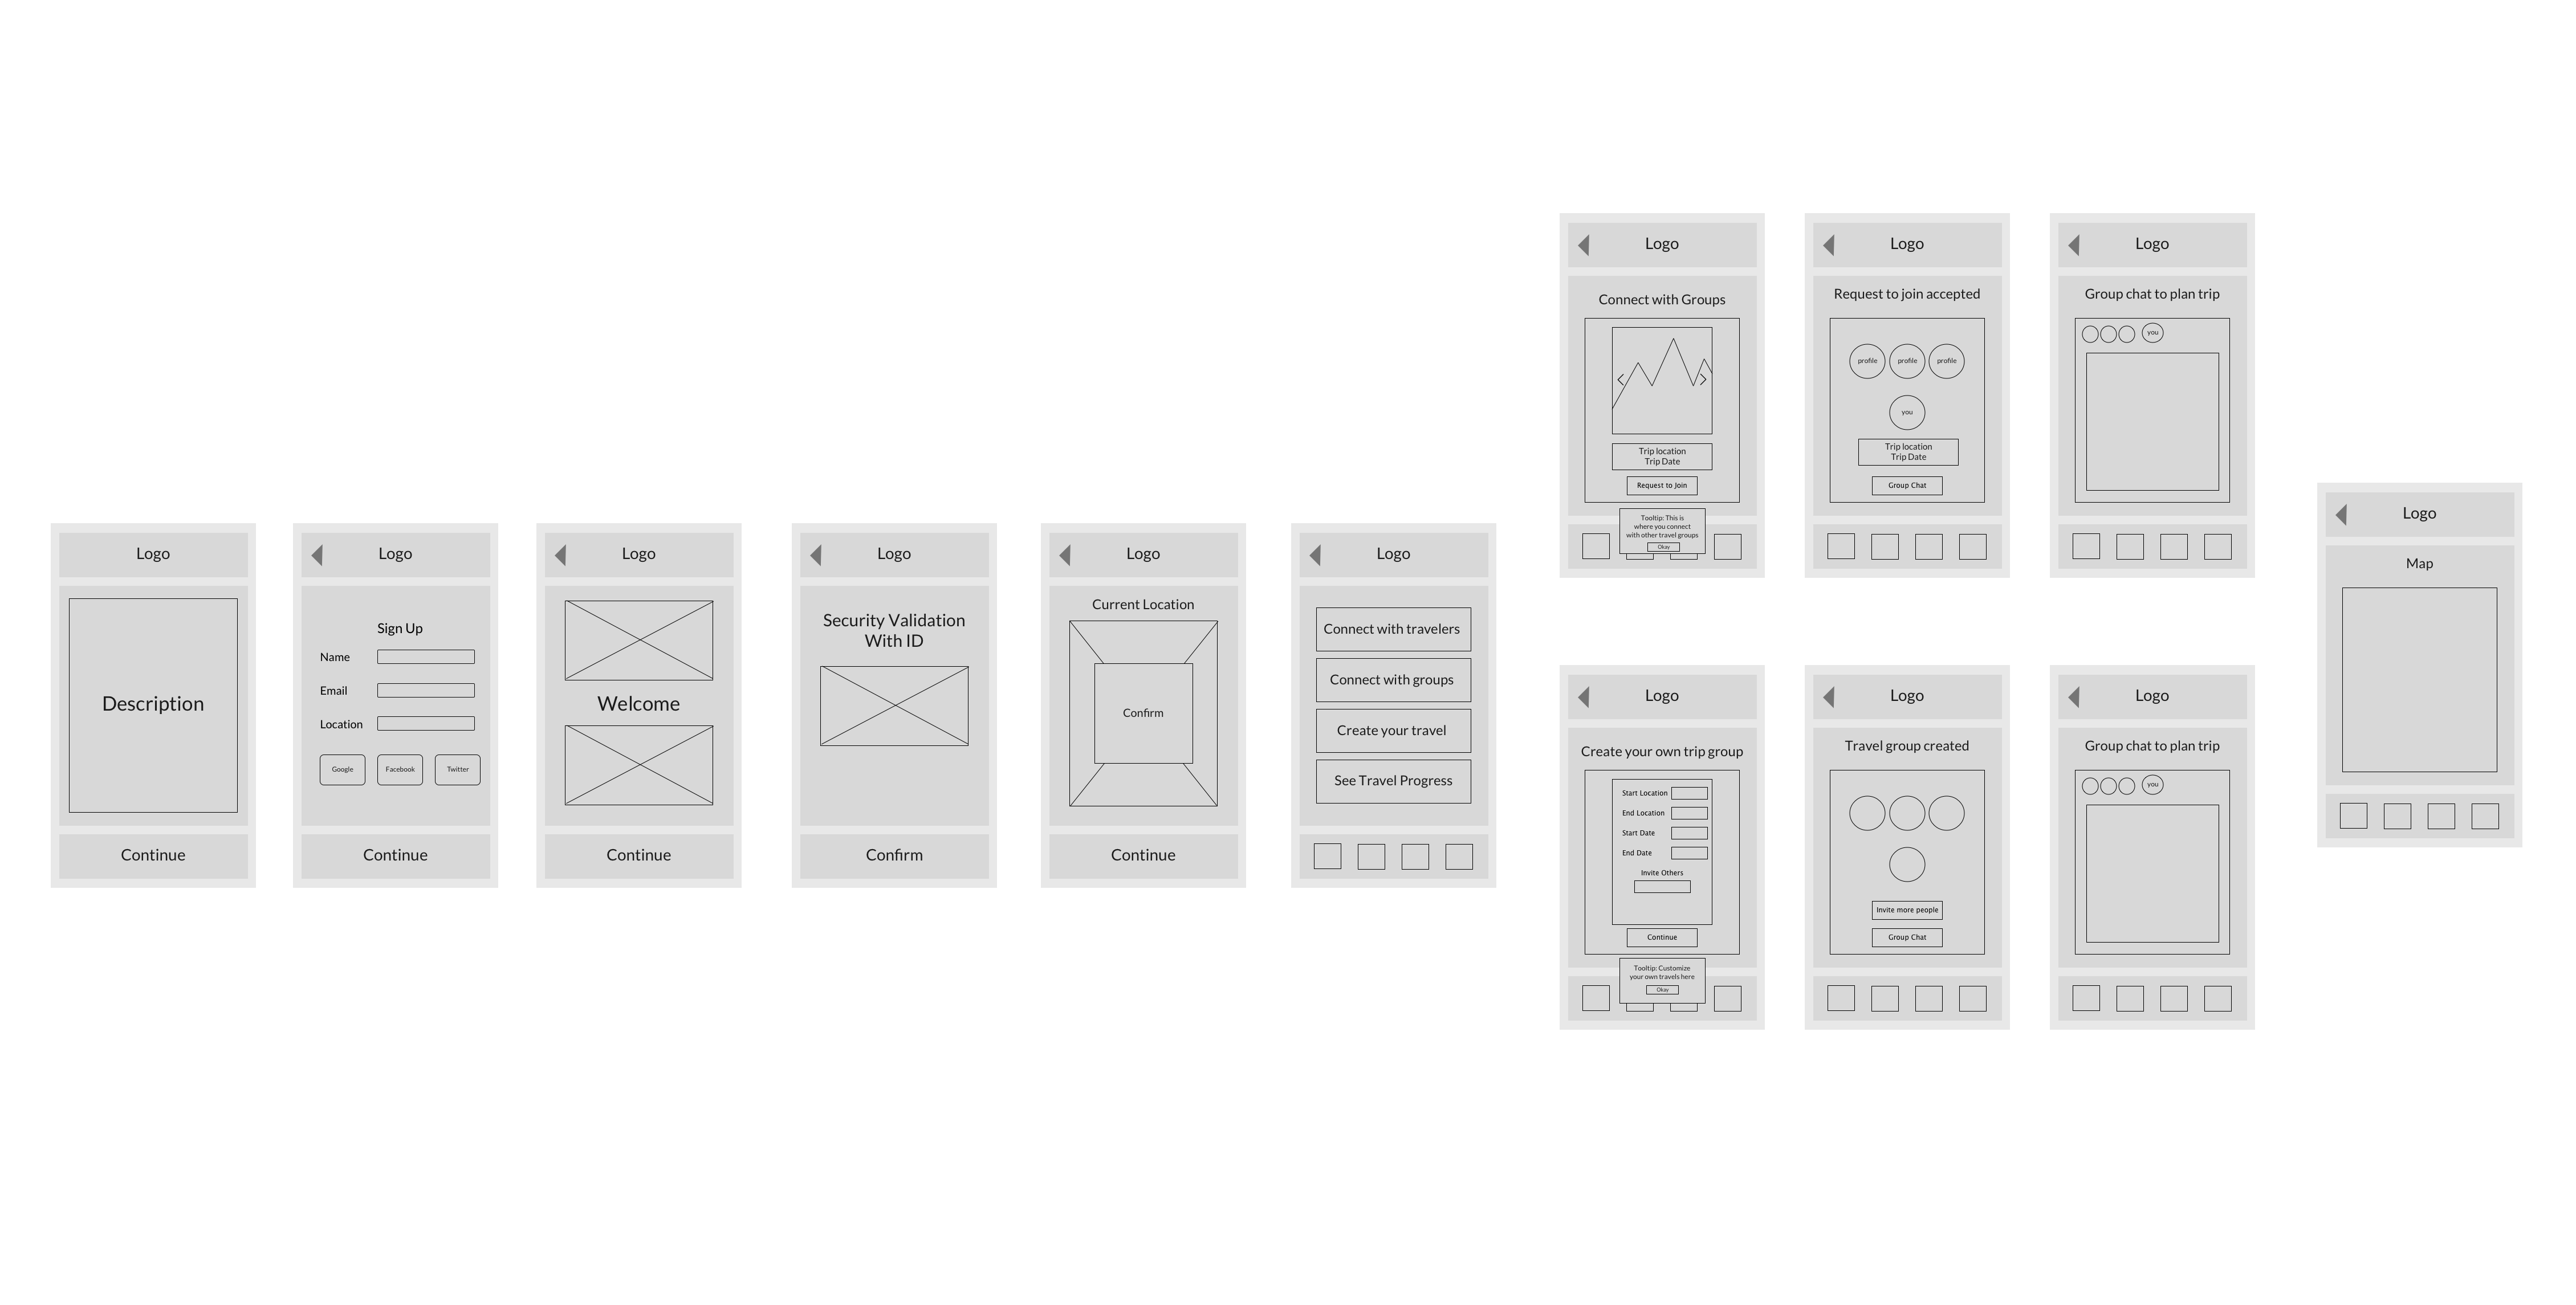 Logo
Description
Continue
Logo
Sign Up
Name
Email
Location
Google
Facebook
Twitter
Continue
Logo
Welcome
Continue
Logo
Security Validation
With ID
Confirm
Logo
Current Location
Confirm
Continue
Logo
Connect with travelers
Connect with groups
Create your travel
See Travel Progress
Logo
Connect with Groups
Trip location
Trip Date
Request to Join
Tooltip: This is
where you connect
with other travel groups
Okay
Logo
Request to join accepted
profile
profile
profile
you
Trip location
Trip Date
Group Chat
Logo
Group chat to plan trip
you
Logo
Create your own trip group
Start Location
End Location
Start Date
End Date
Invite Others
Continue
Tooltip: Customize
your own travels here
Okay
Logo
Travel group created
Invite more people
Group Chat
Logo
Group chat to plan trip
you
Logo
Map